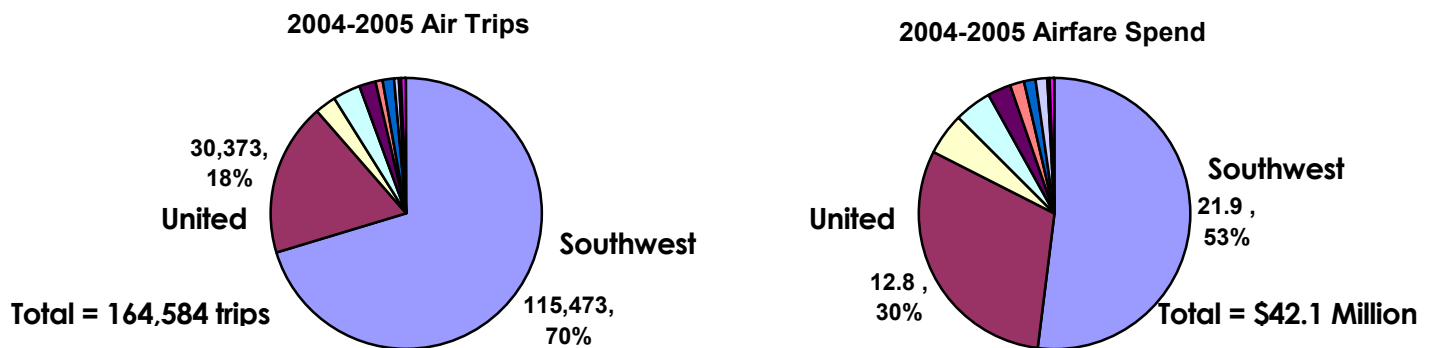 2004-2005 Air Trips
30,373,
18%
United
Southwest
115,473,
70%
Total = 164,584 trips
2004-2005 Airfare Spend
Southwest
21.9 ,
53%
United
12.8 ,
30%
Total = $42.1 Million